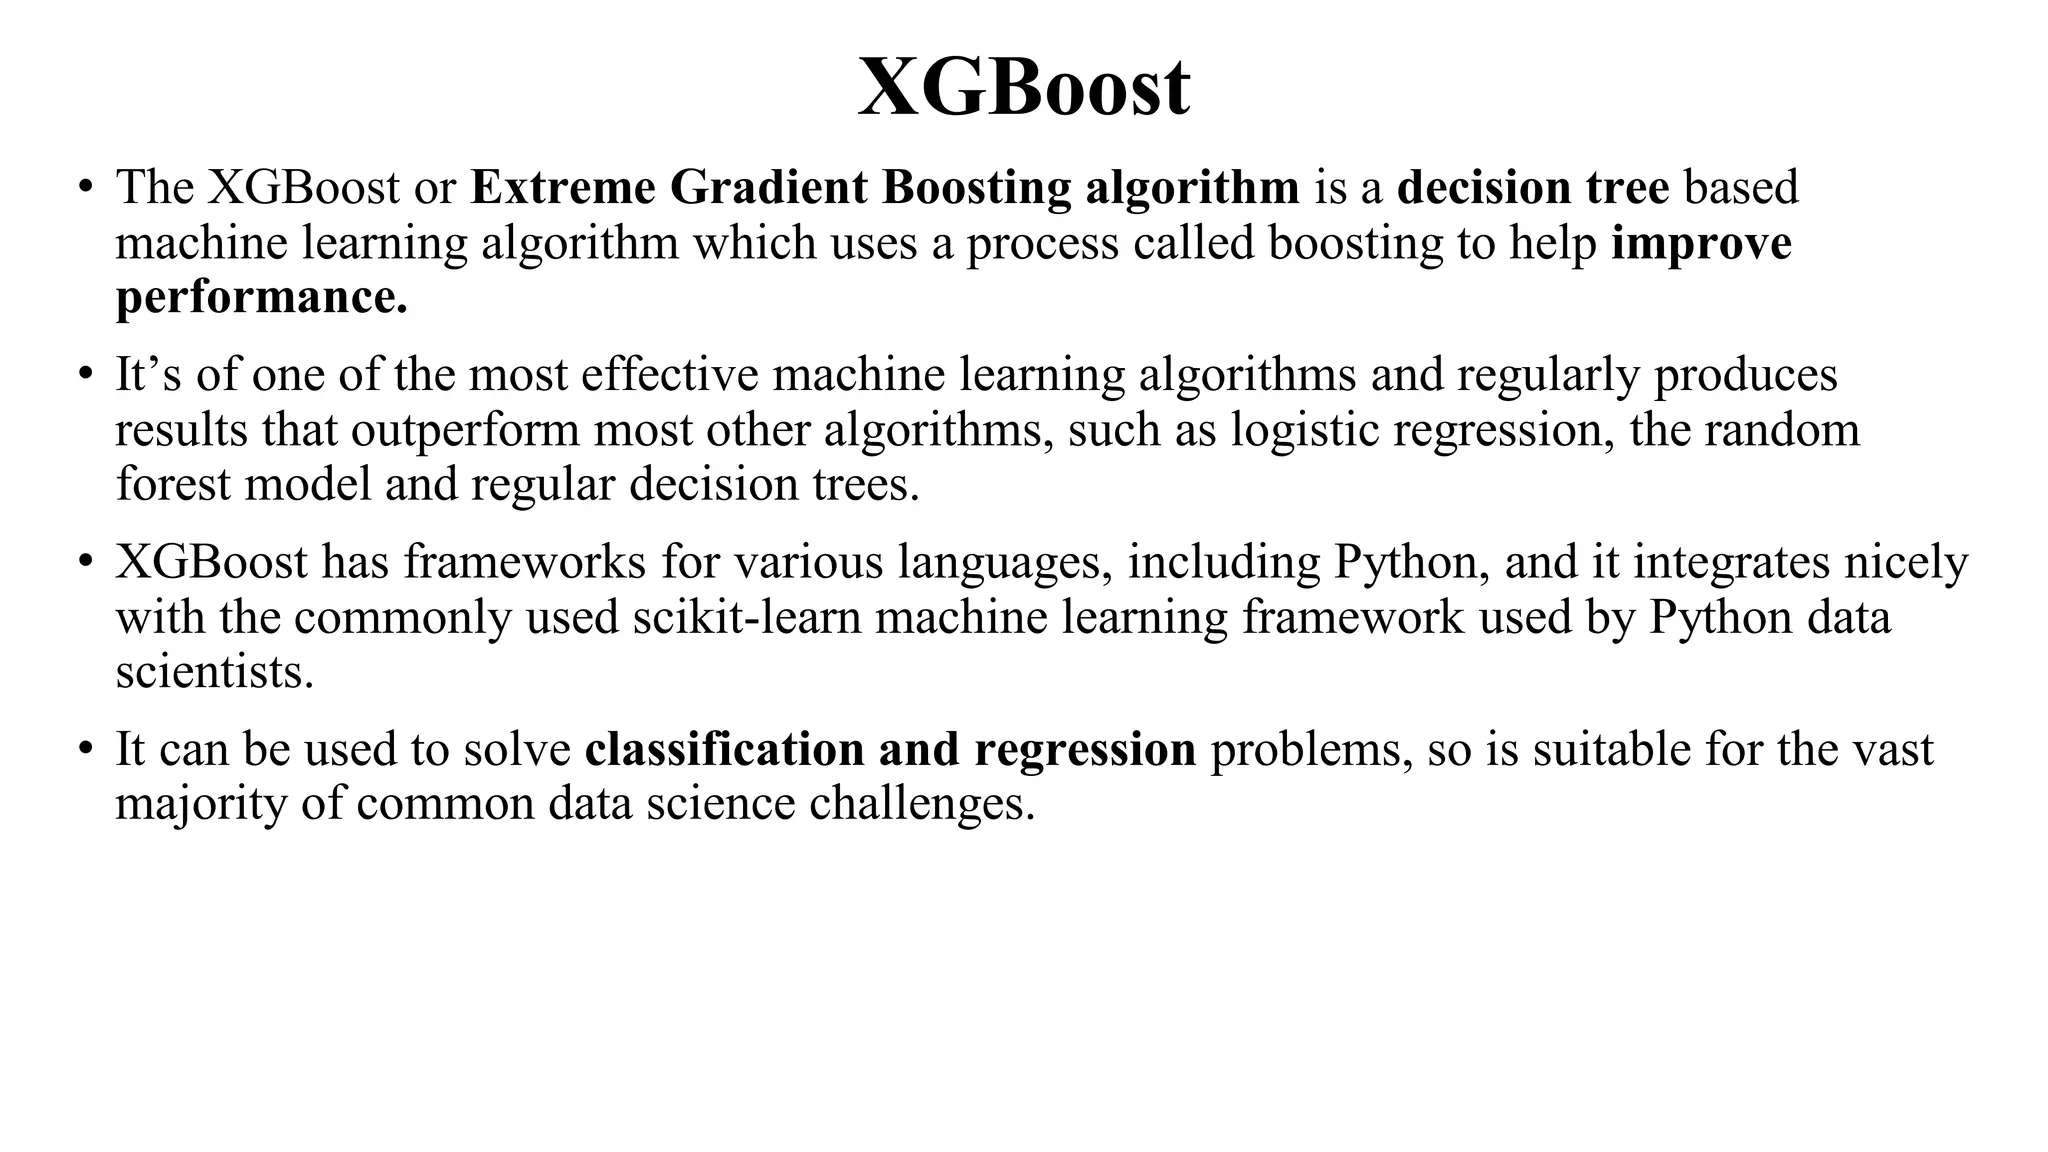 XGBoost
• The XGBoost or Extreme Gradient Boosting algorithm is a decision tree based
machine learning algorithm which uses a process called boosting to help improve
performance.
• It’s of one of the most effective machine learning algorithms and regularly produces
results that outperform most other algorithms, such as logistic regression, the random
forest model and regular decision trees.
• XGBoost has frameworks for various languages, including Python, and it integrates nicely
with the commonly used scikit-learn machine learning framework used by Python data
scientists.
• It can be used to solve classification and regression problems, so is suitable for the vast
majority of common data science challenges.